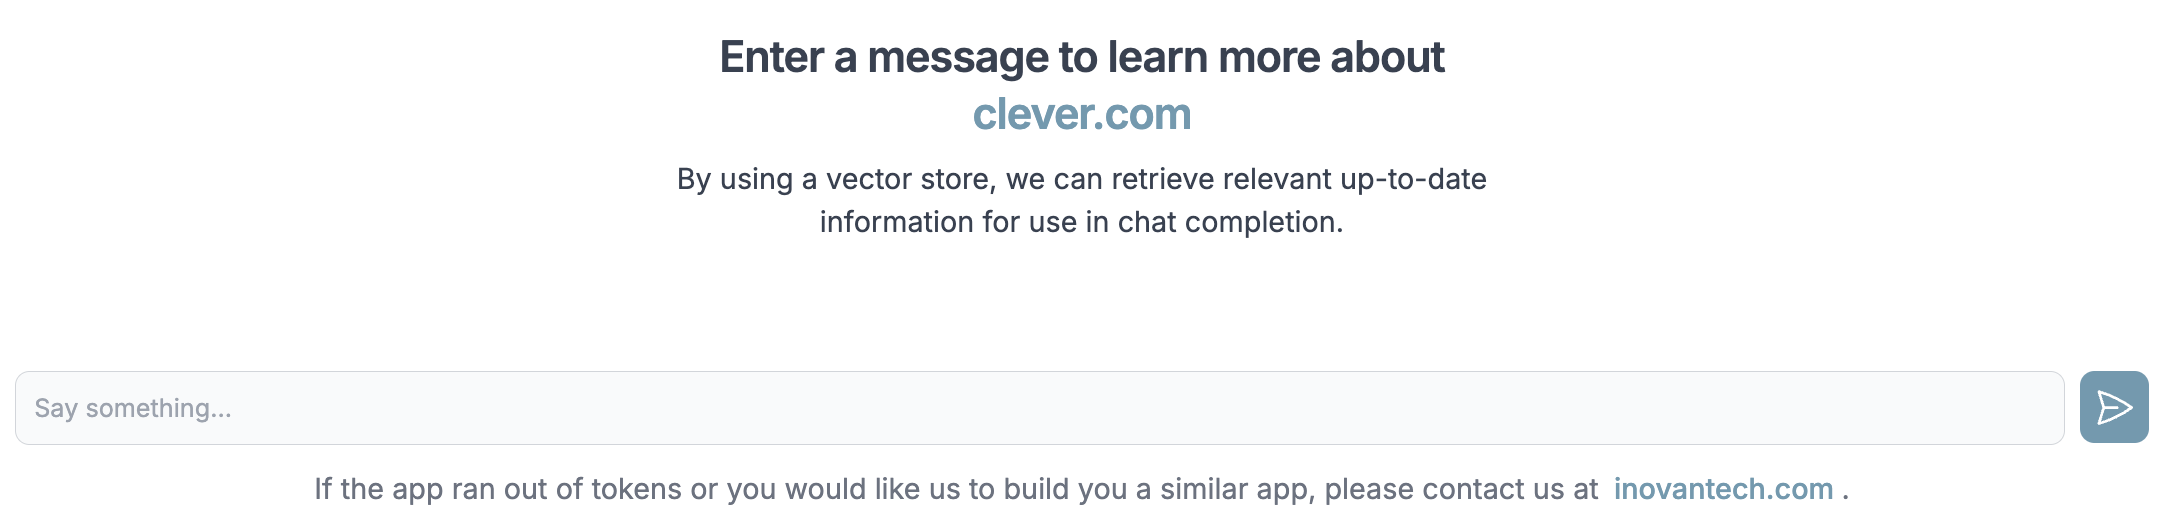 Enter a message to learn more about
clever.com
By using a vector store, we can retrieve relevant up-to-date
information for use in chat completion.
Say something...
If the app ran out of tokens or you would like us to build you a similar app, please contact us at inovantech.com .